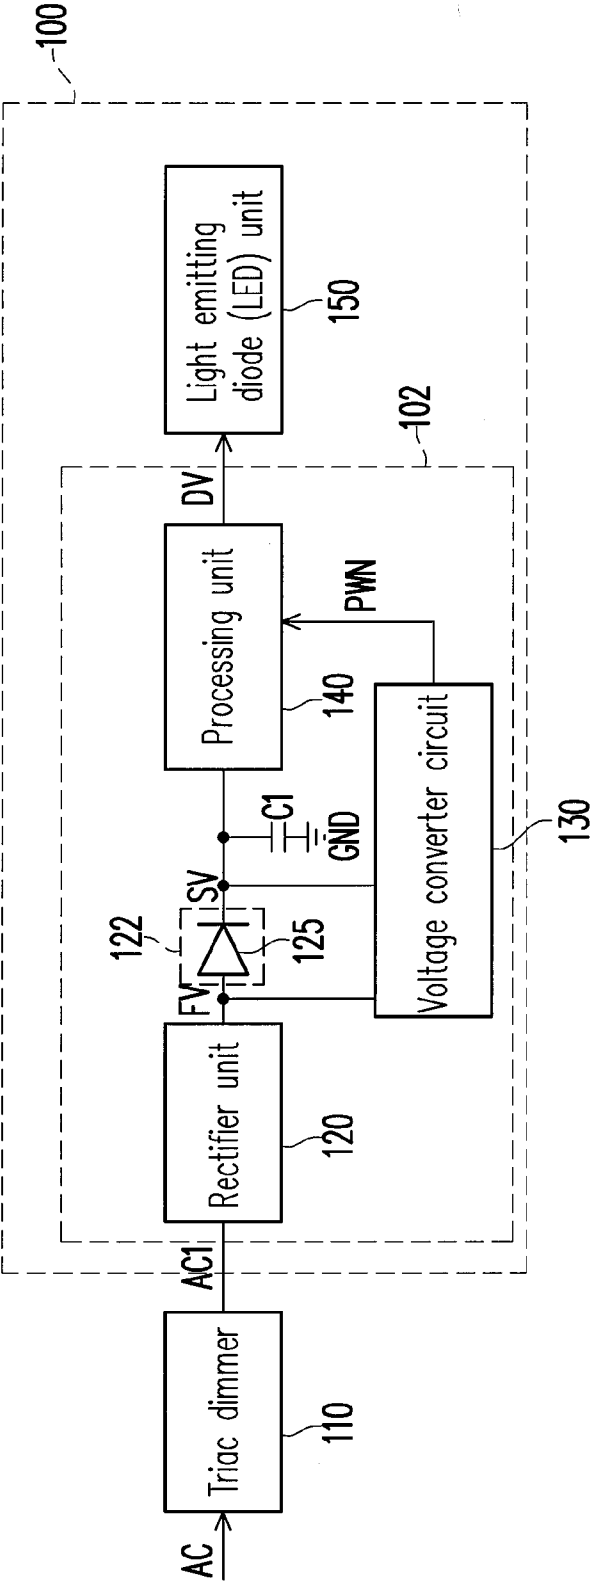 100
Light emitting
diode (LED) unit
150
102
DV
Processing unit
140
PWN
C1
GND
SV
122
125
FV
Voltage converter circuit
130
Rectifier unit
120
AC1
Triac dimmer
110
AC